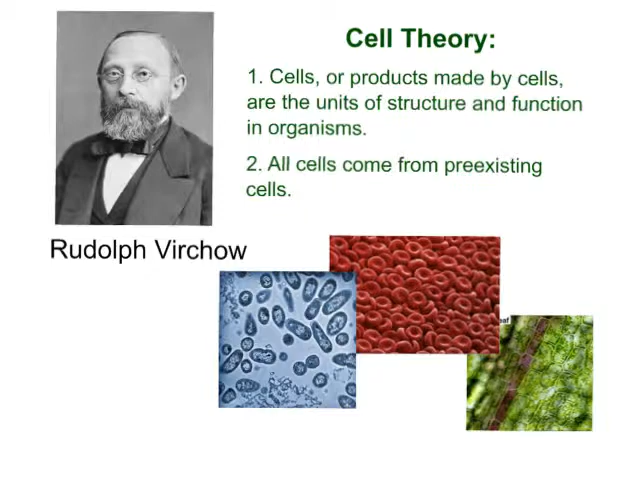 Cell Theory:
1. Cells, or products made by cells,
are the units of structure and function
in organisms.
2. All cells come from preexisting
cells.
Rudolph Virchow